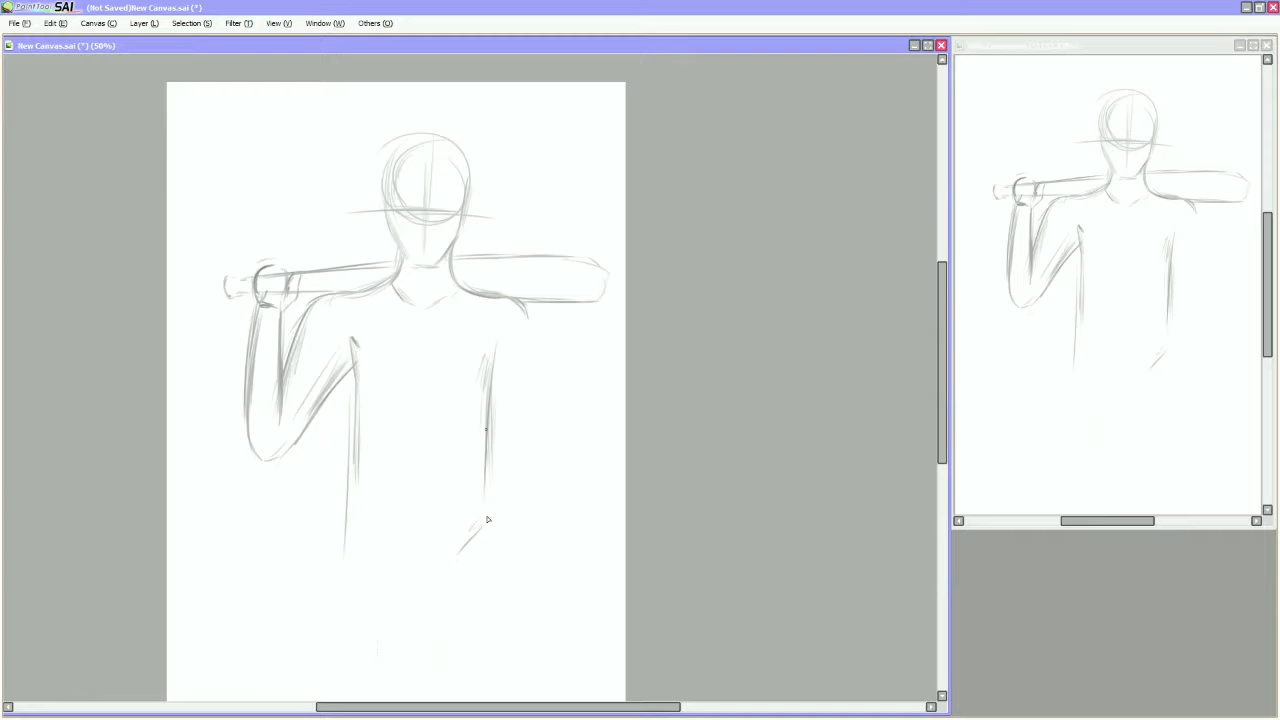 PaintTool SAI (Not Saved)New Canvas.sai (*)
File (F) Edit (E) Canvas (C) Layer (L) Selection (S) Filter (T) View (V) Window (W) Others (O)
New Canvas.sai (*) (50%)